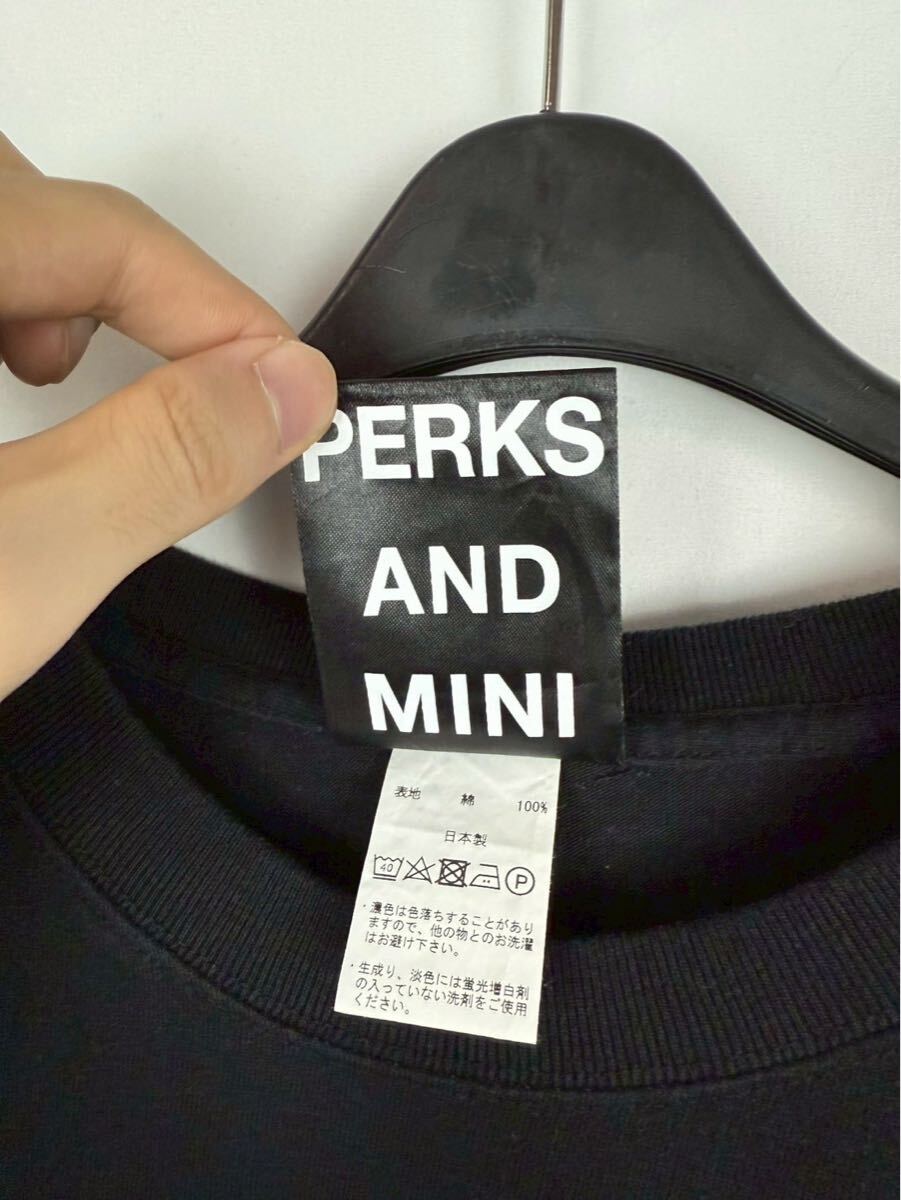 PERKS
AND
MINI
表地 綿 100%
日本製
40 P
・濃色は色落ちすることがあり
ますので、他の物とのお洗濯
はお避け下さい。
・生成り、淡色には蛍光増白剤
の入っていない洗剤をご使用
ください。